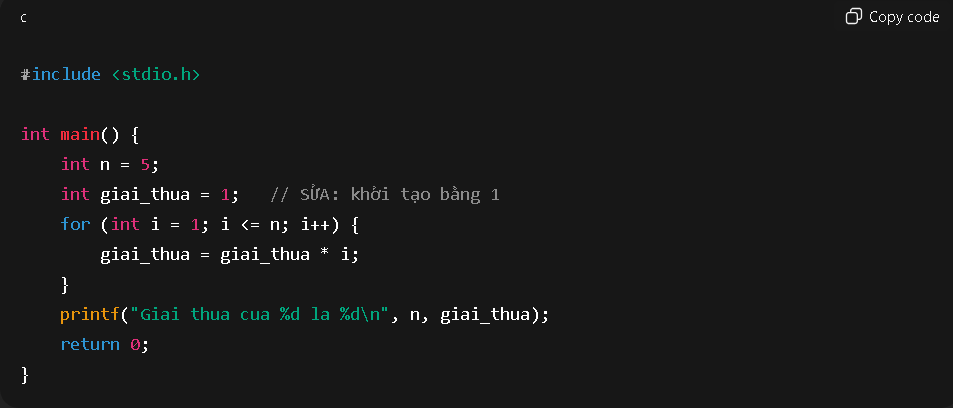 c
Copy code
#include <stdio.h>
int main() {
    int n = 5;
    int giai_thua = 1;   // SỬA: khởi tạo bằng 1
    for (int i = 1; i <= n; i++) {
        giai_thua = giai_thua * i;
    }
    printf("Giai thua cua %d la %d\n", n, giai_thua);
    return 0;
}